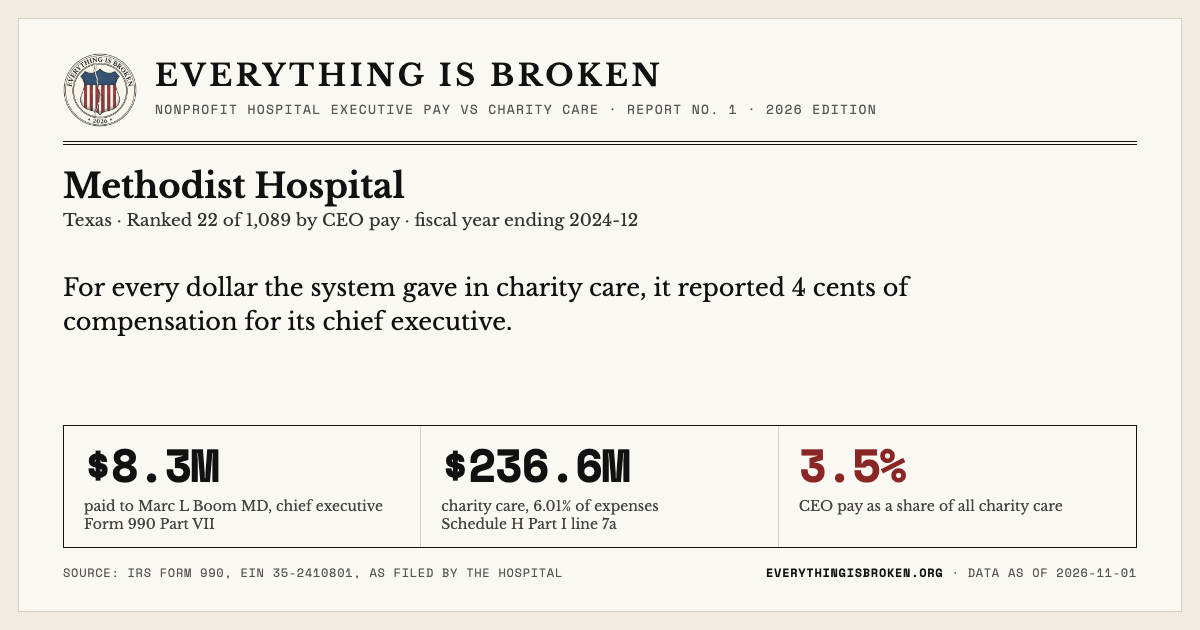 EVERYTHING IS BROKEN
· 2026 ·
EVERYTHING IS BROKEN
NONPROFIT HOSPITAL EXECUTIVE PAY VS CHARITY CARE · REPORT NO. 1 · 2026 EDITION
Methodist Hospital
Texas · Ranked 22 of 1,089 by CEO pay · fiscal year ending 2024-12
For every dollar the system gave in charity care, it reported 4 cents of
compensation for its chief executive.
$8.3M
paid to Marc L Boom MD, chief executive
Form 990 Part VII
$236.6M
charity care, 6.01% of expenses
Schedule H Part I line 7a
3.5%
CEO pay as a share of all charity care
SOURCE: IRS FORM 990, EIN 35-2410801, AS FILED BY THE HOSPITAL
EVERYTHINGISBROKEN.ORG · DATA AS OF 2026-11-01